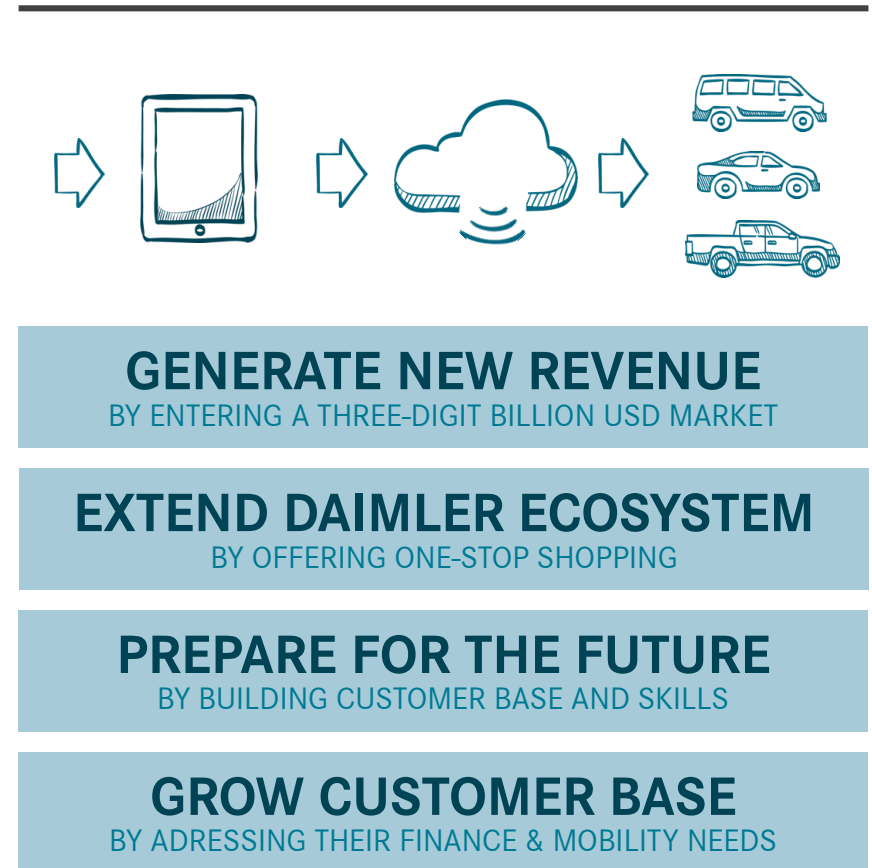 GENERATE NEW REVENUE
BY ENTERING A THREE-DIGIT BILLION USD MARKET
EXTEND DAIMLER ECOSYSTEM
BY OFFERING ONE-STOP SHOPPING
PREPARE FOR THE FUTURE
BY BUILDING CUSTOMER BASE AND SKILLS
GROW CUSTOMER BASE
BY ADRESSING THEIR FINANCE & MOBILITY NEEDS